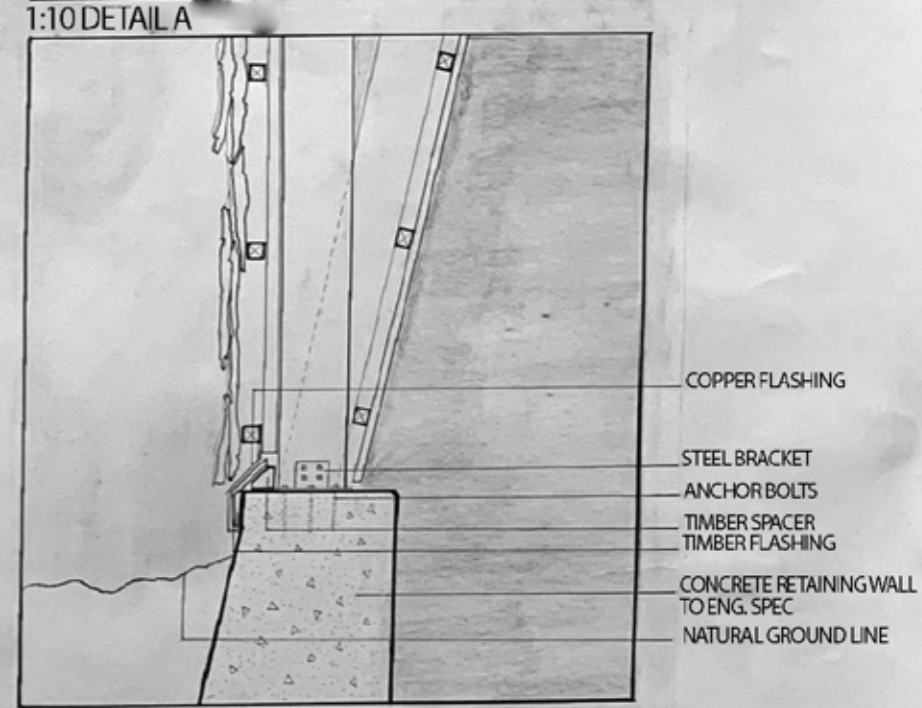 1:10 DETAIL A
COPPER FLASHING
STEEL BRACKET
ANCHOR BOLTS
TIMBER SPACER
TIMBER FLASHING
CONCRETE RETAINING WALL
TO ENG. SPEC
NATURAL GROUND LINE